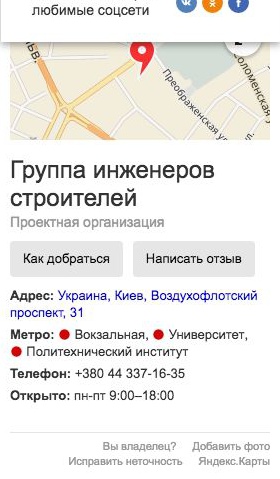 любимые соцсети
Преображенская улица
Соломенская
Группа инженеров
строителей
Проектная организация
Как добраться
Написать отзыв
Адрес: Украина, Киев, Воздухофлотский
проспект, 31
Метро: Вокзальная, Университет,
Политехнический институт
Телефон: +380 44 337-16-35
Открыто: пн-пт 9:00–18:00
Вы владелец? Добавить фото
Исправить неточность Яндекс.Карты